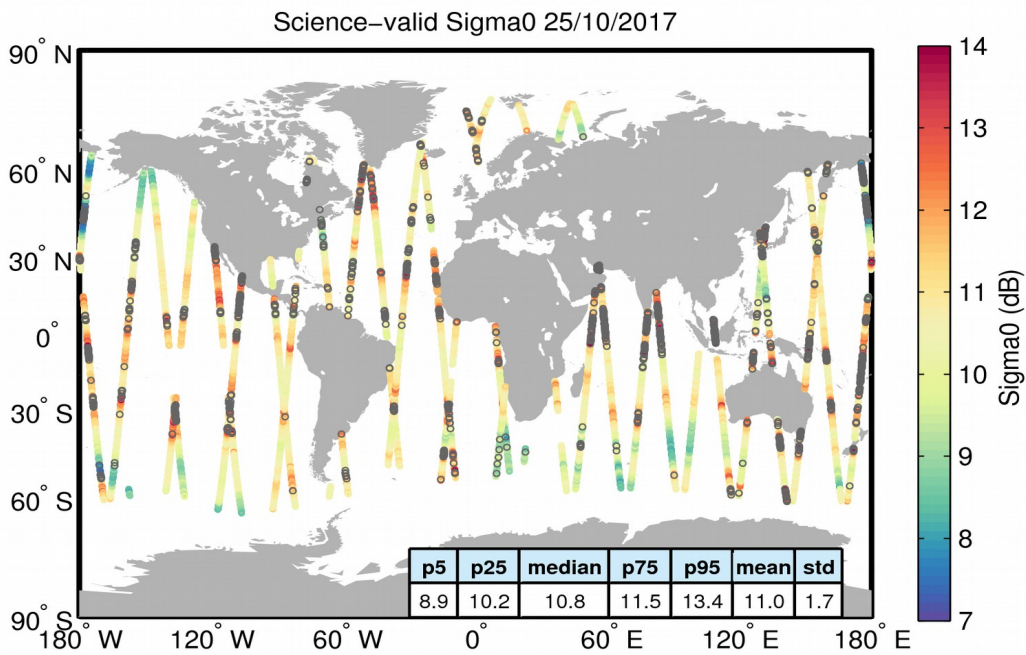 Science−valid Sigma0 25/10/2017
90° N
60° N
30° N
0°
30° S
60° S
90° S
180° W
120° W
60° W
0°
60° E
120° E
180° E
14
13
12
11
10
9
8
7
Sigma0 (dB)
p5 p25 median p75 p95 mean std
8.9 10.2 10.8 11.5 13.4 11.0 1.7